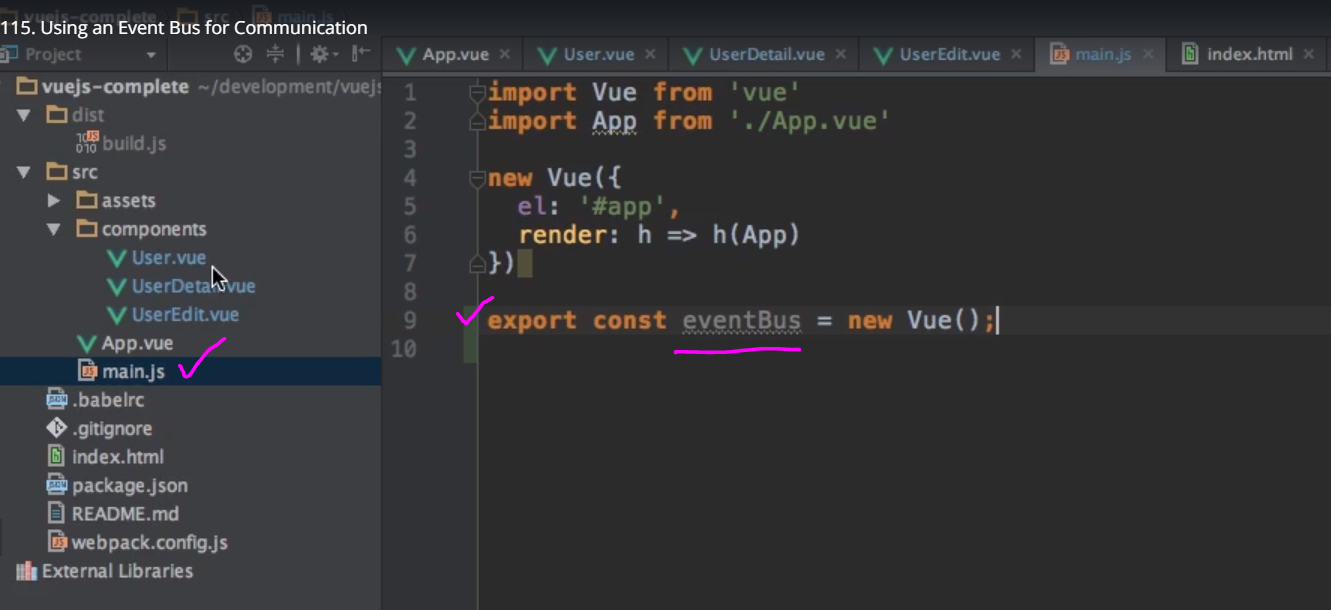 115. Using an Event Bus for Communication
Project
App.vue × User.vue × UserDetail.vue × UserEdit.vue × main.js × index.html ×
vuejs-complete ~/development/vuejs
dist
build.js
src
assets
components
User.vue
UserDetail.vue
UserEdit.vue
App.vue
main.js
.babelrc
.gitignore
index.html
package.json
README.md
webpack.config.js
External Libraries
1 import Vue from 'vue'
2 import App from './App.vue'
3
4 new Vue({
5 el: '#app',
6 render: h => h(App)
7 })
8
9 export const eventBus = new Vue();
10